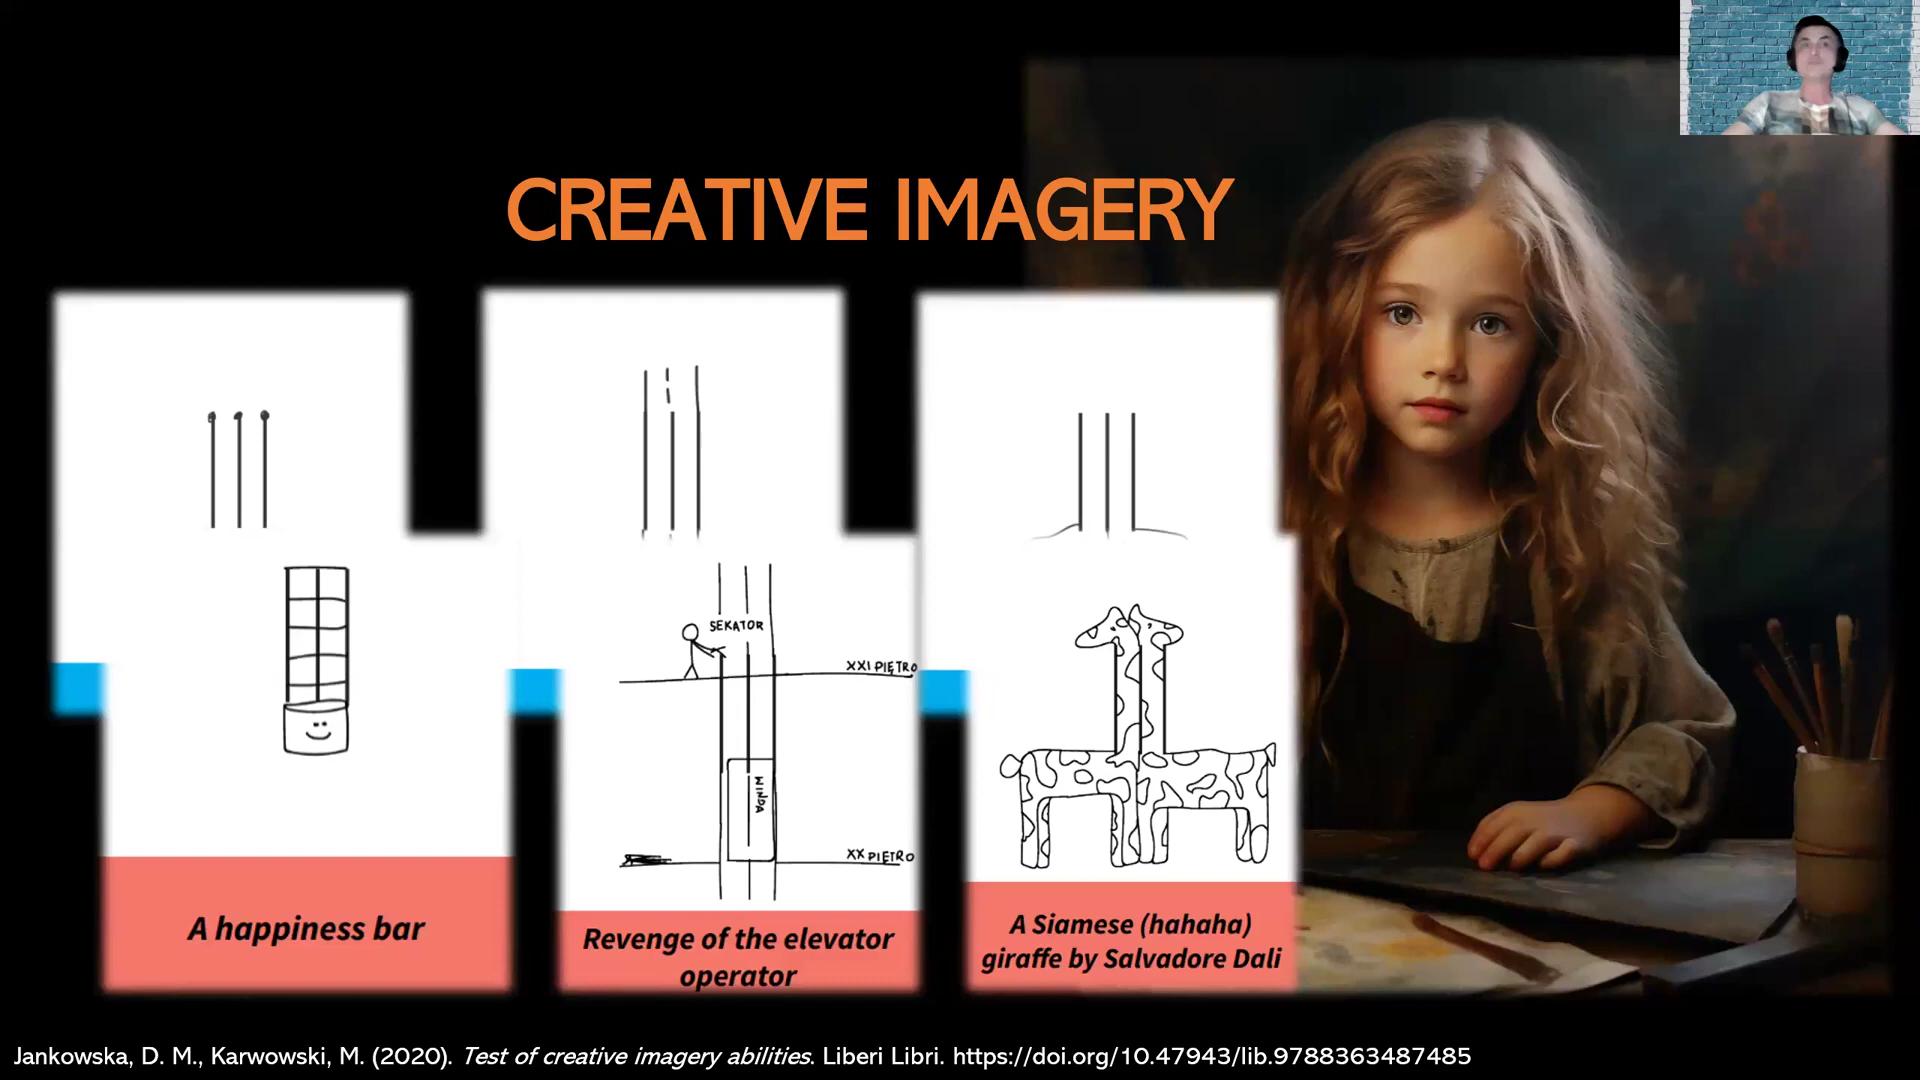 CREATIVE IMAGERY
SEKATOR
XXI PIĘTRO
WINDA
XX PIĘTRO
A happiness bar
Revenge of the elevator
operator
A Siamese (hahaha)
giraffe by Salvadore Dali
Jankowska, D. M., Karwowski, M. (2020). Test of creative imagery abilities. Liberi Libri. https://doi.org/10.47943/lib.9788363487485